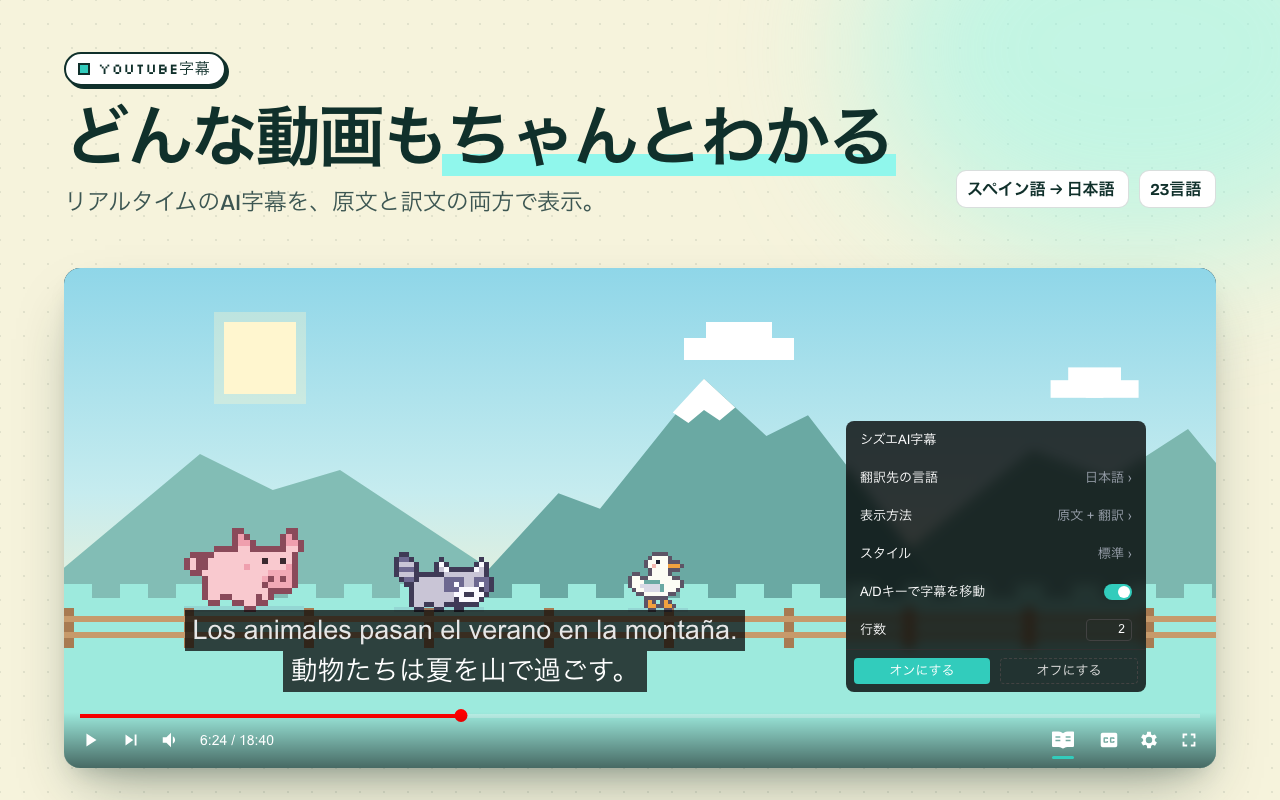 YOUTUBE字幕
どんな動画もちゃんとわかる
リアルタイムのAI字幕を、原文と訳文の両方で表示。
スペイン語 → 日本語
23言語
シズエAI字幕
翻訳先の言語 日本語 ›
表示方法 原文 + 翻訳 ›
スタイル 標準 ›
A/Dキーで字幕を移動
行数 2
オンにする オフにする
Los animales pasan el verano en la montaña.
動物たちは夏を山で過ごす。
6:24 / 18:40
CC